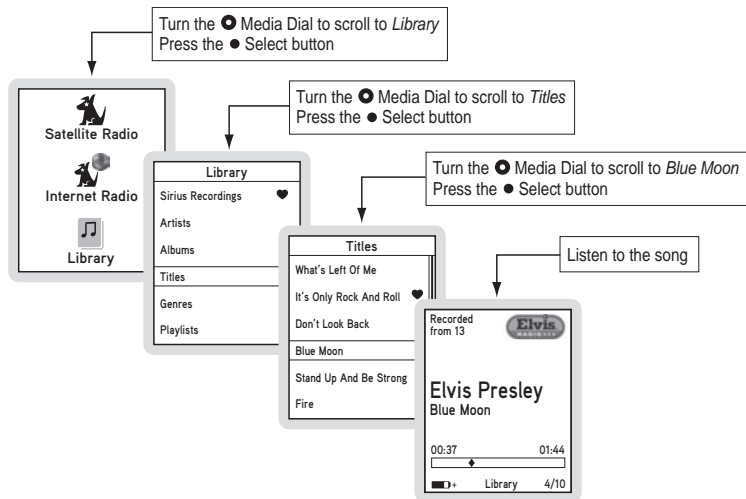 Turn the Media Dial to scroll to Library
Press the ● Select button
Satellite Radio
Internet Radio
Library
Turn the Media Dial to scroll to Titles
Press the ● Select button
Library
Sirius Recordings
Artists
Albums
Titles
Genres
Playlists
Turn the Media Dial to scroll to Blue Moon
Press the ● Select button
Titles
What's Left Of Me
It's Only Rock And Roll
Don't Look Back
Blue Moon
Stand Up And Be Strong
Fire
Listen to the song
Recorded
from 13
Elvis
RADIO
Elvis Presley
Blue Moon
00:37 01:44
+ Library 4/10